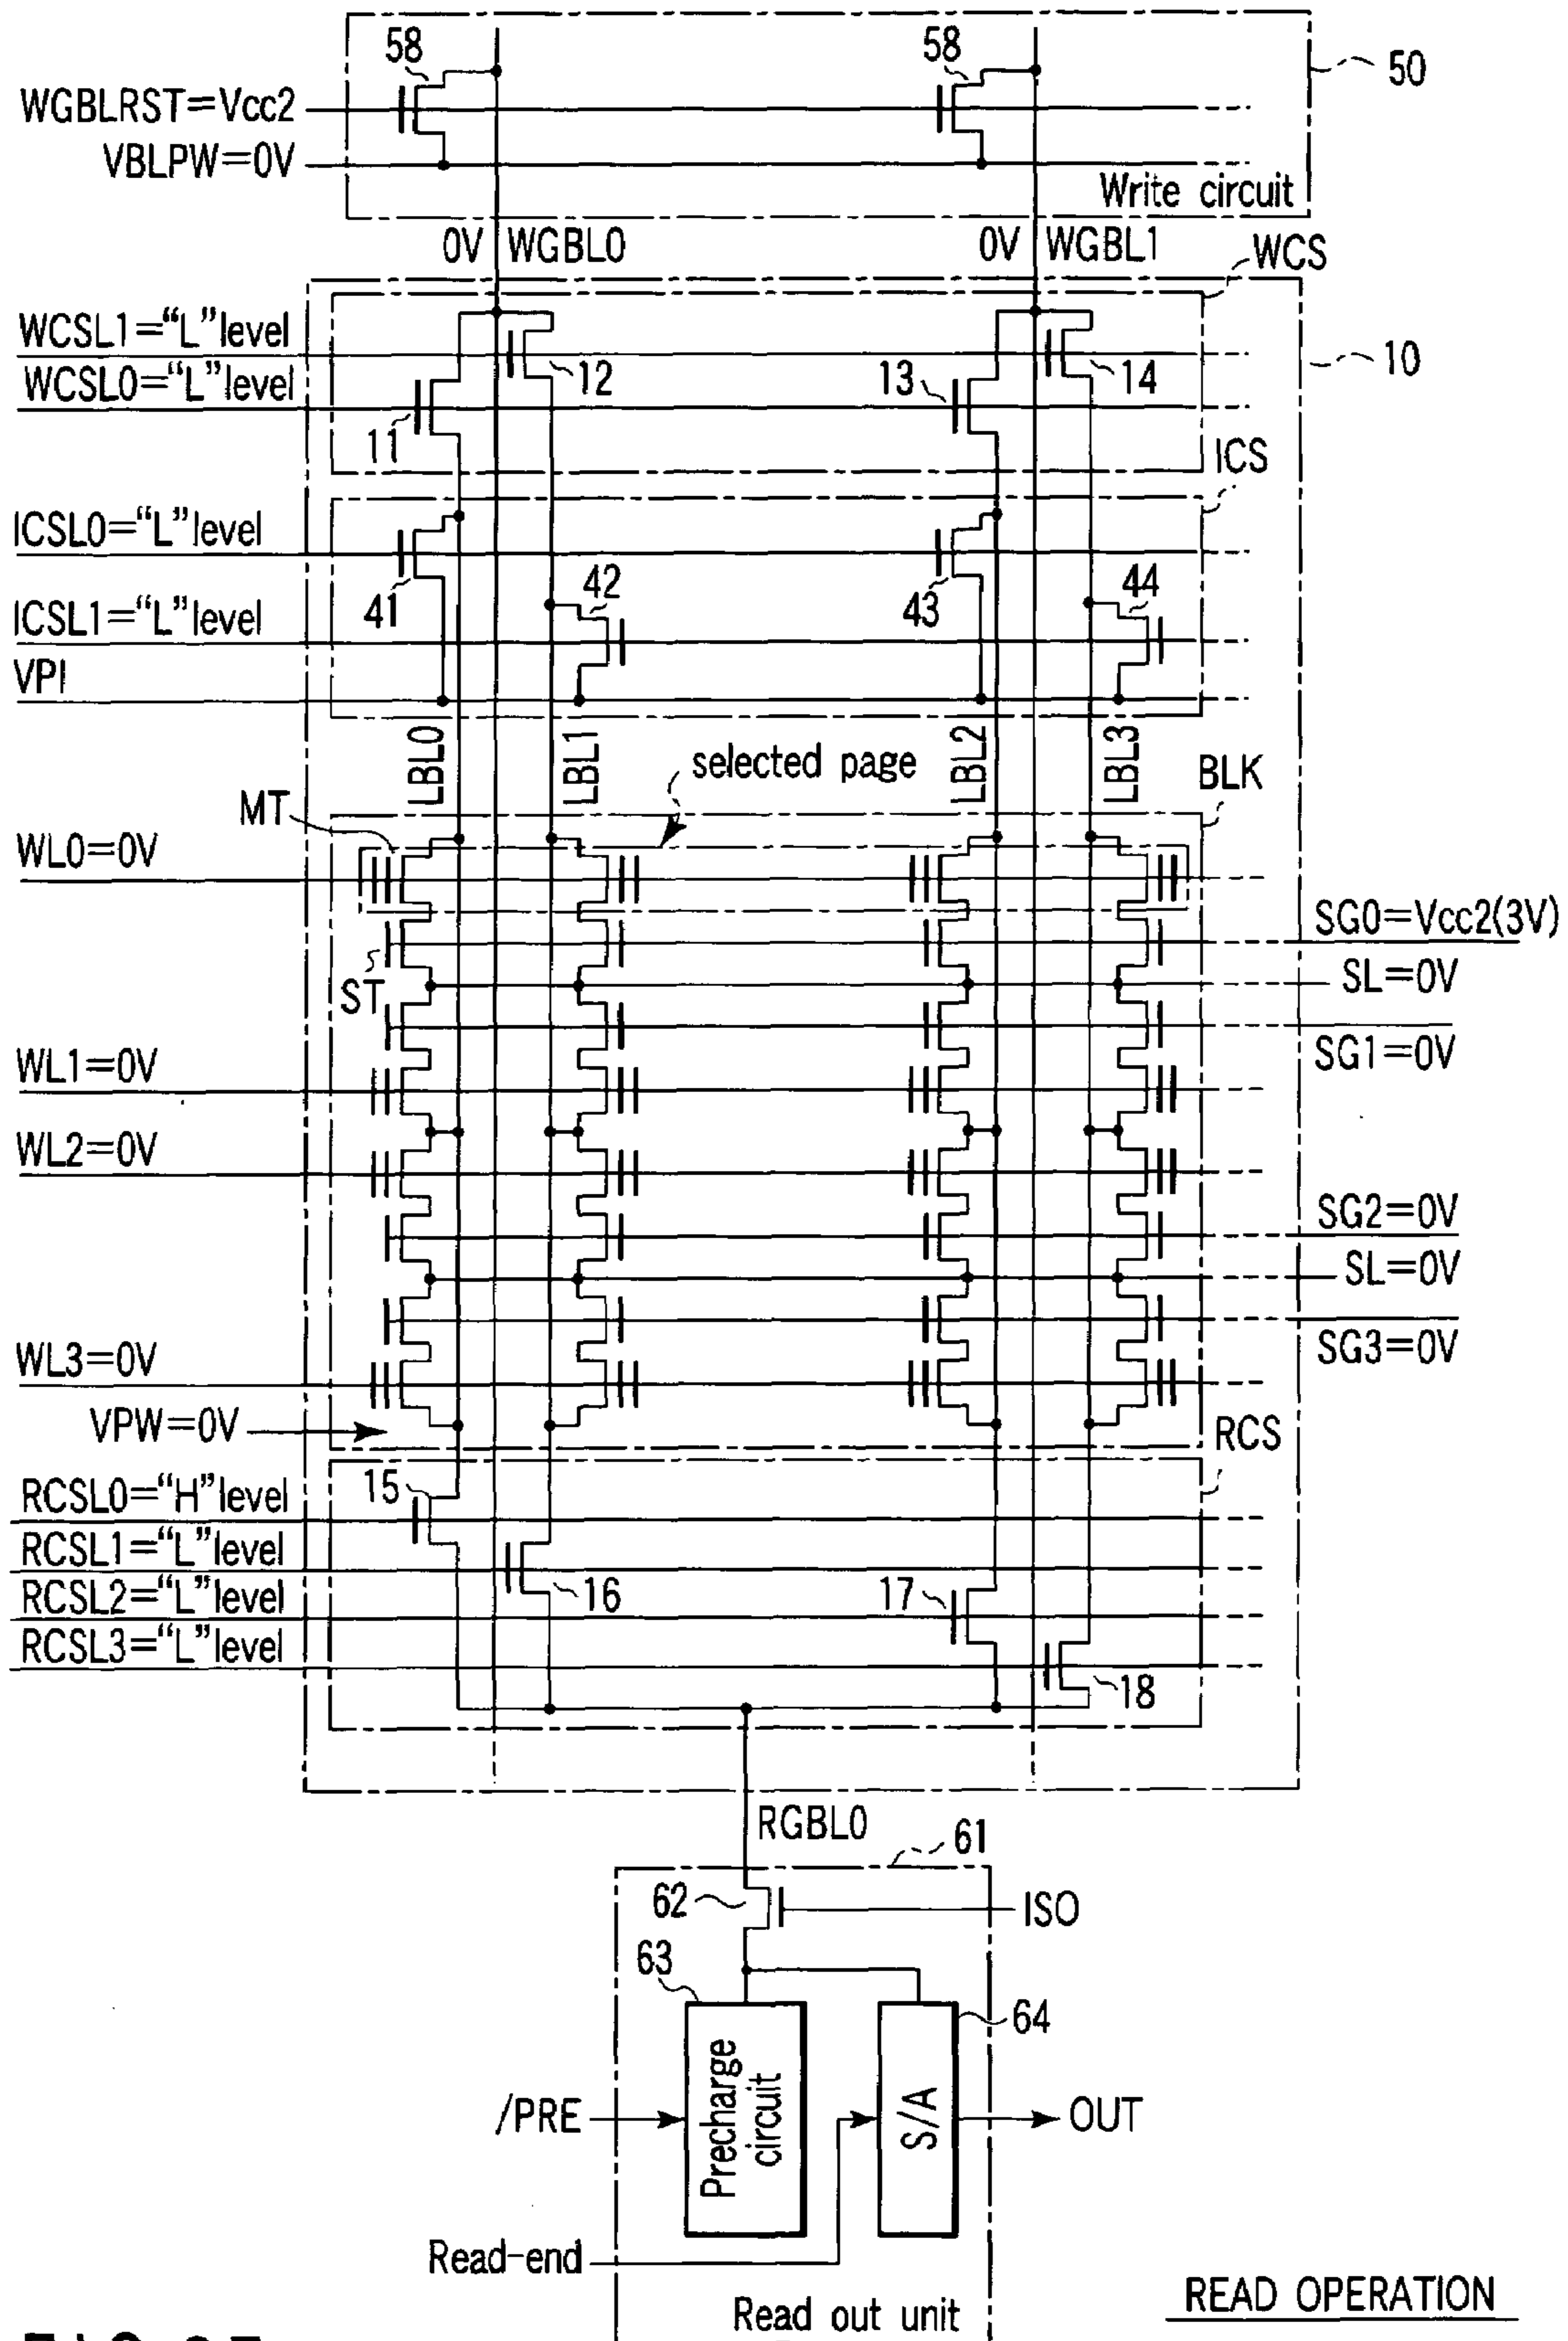 58
58
50
WGBLRST=Vcc2
VBLPW=0V
Write circuit
0V WGBL0
0V WGBL1
WCS
WCSL1="L"level
12
14
10
WCSL0="L"level
13
11
ICS
ICSL0="L"level
41
42
43
44
ICSL1="L"level
VPI
LBL0
LBL1
LBL2
LBL3
selected page
BLK
MT
WL0=0V
SG0=Vcc2(3V)
ST
SL=0V
SG1=0V
WL1=0V
WL2=0V
SG2=0V
SL=0V
SG3=0V
WL3=0V
VPW=0V
RCS
15
RCSL0="H"level
RCSL1="L"level
16
17
RCSL2="L"level
RCSL3="L"level
18
RGBL0
61
62
ISO
63
64
Precharge
circuit
S/A
/PRE
OUT
Read-end
Read out unit
READ OPERATION